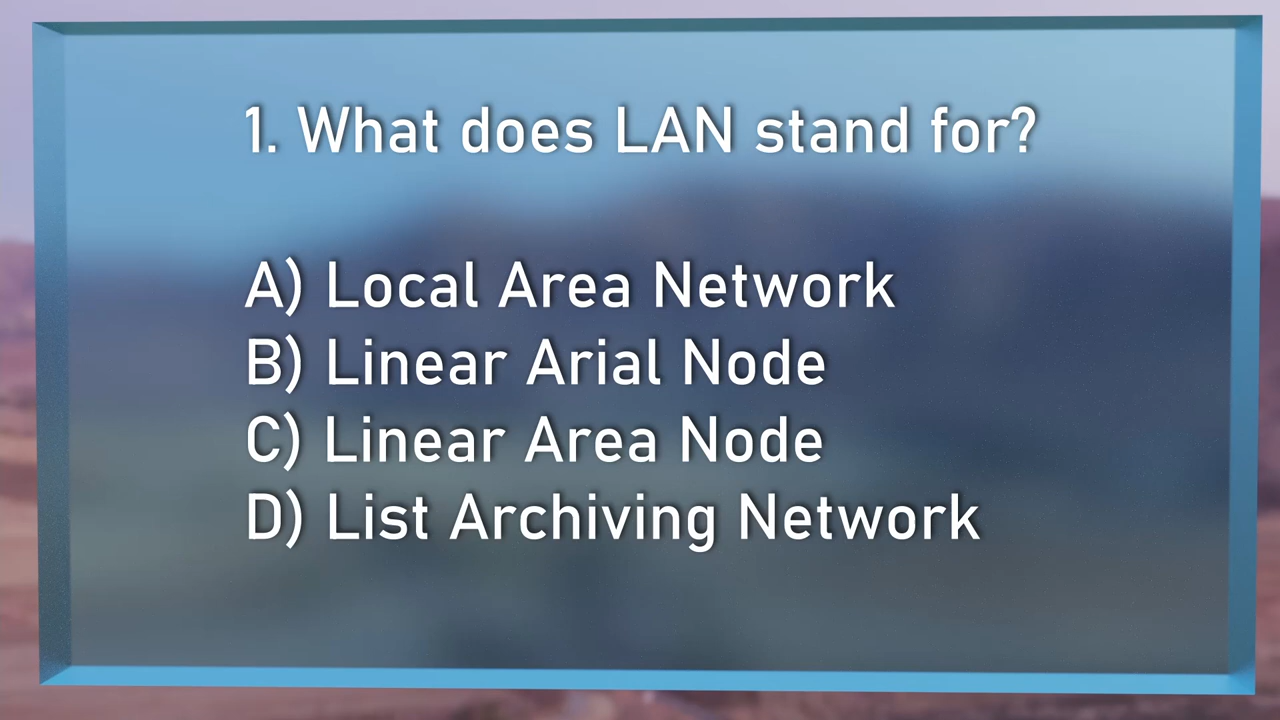 1. What does LAN stand for?
A) Local Area Network
B) Linear Arial Node
C) Linear Area Node
D) List Archiving Network